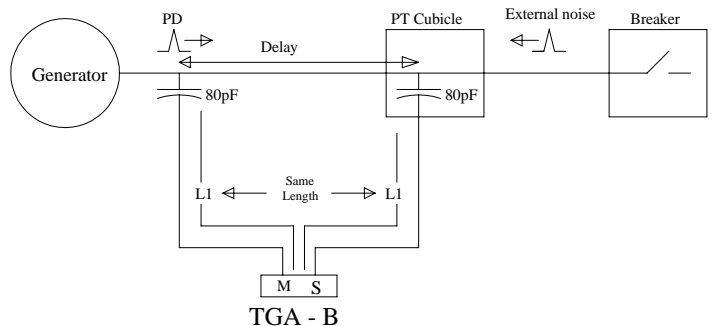 PD
PT Cubicle
External noise
Breaker
Delay
Generator
80pF
80pF
L1
Same
Length
L1
M S
TGA - B